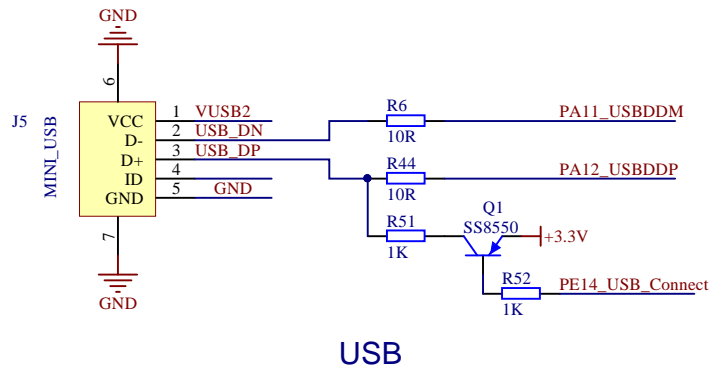 GND
6
J5
MINI_USB
VCC 1 VUSB2
D- 2 USB_DN
D+ 3 USB_DP
ID 4
GND 5 GND
7
GND
R6
10R
PA11_USBDDM
R44
10R
PA12_USBDDP
R51
1K
Q1
SS8550
+3.3V
R52
1K
PE14_USB_Connect
USB